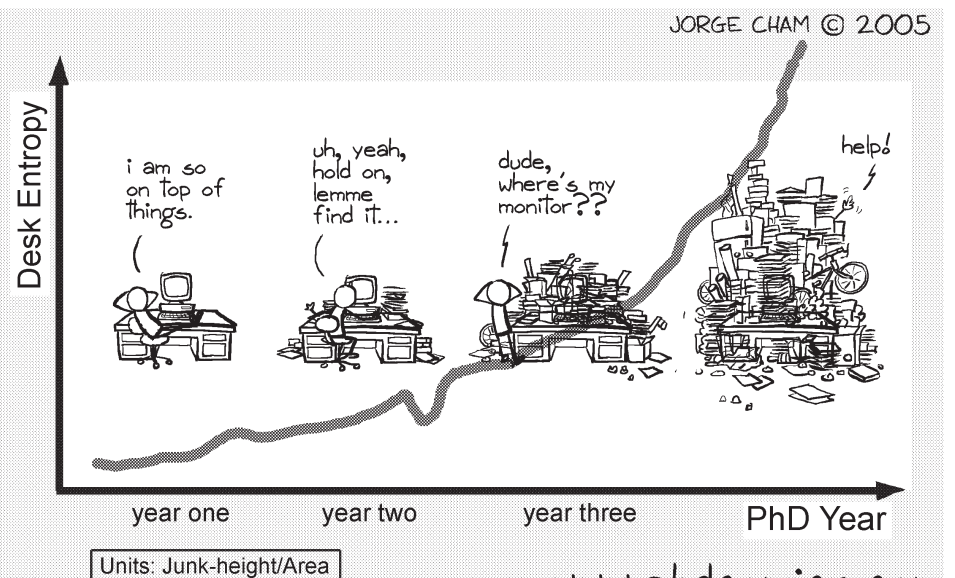 JORGE CHAM © 2005
Desk Entropy
i am so
on top of
things.
uh, yeah,
hold on,
lemme
find it...
dude,
where's my
monitor??
help!
year one
year two
year three
PhD Year
Units: Junk-height/Area